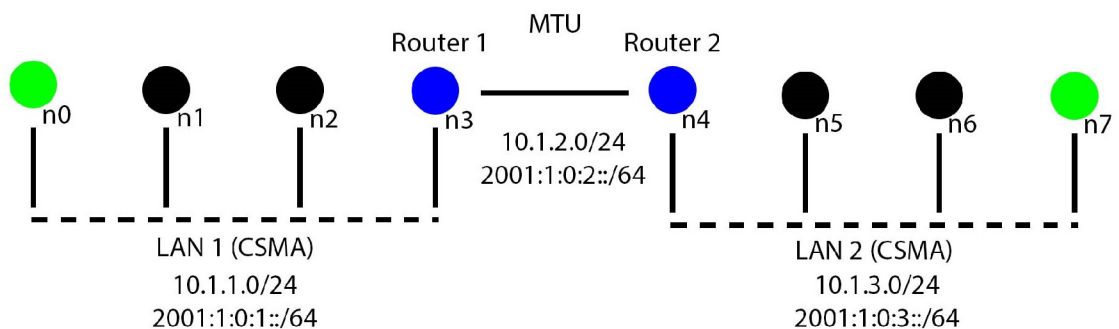 MTU
Router 1
Router 2
n0
n1
n2
n3
n4
n5
n6
n7
10.1.2.0/24
2001:1:0:2::/64
LAN 1 (CSMA)
10.1.1.0/24
2001:1:0:1::/64
LAN 2 (CSMA)
10.1.3.0/24
2001:1:0:3::/64